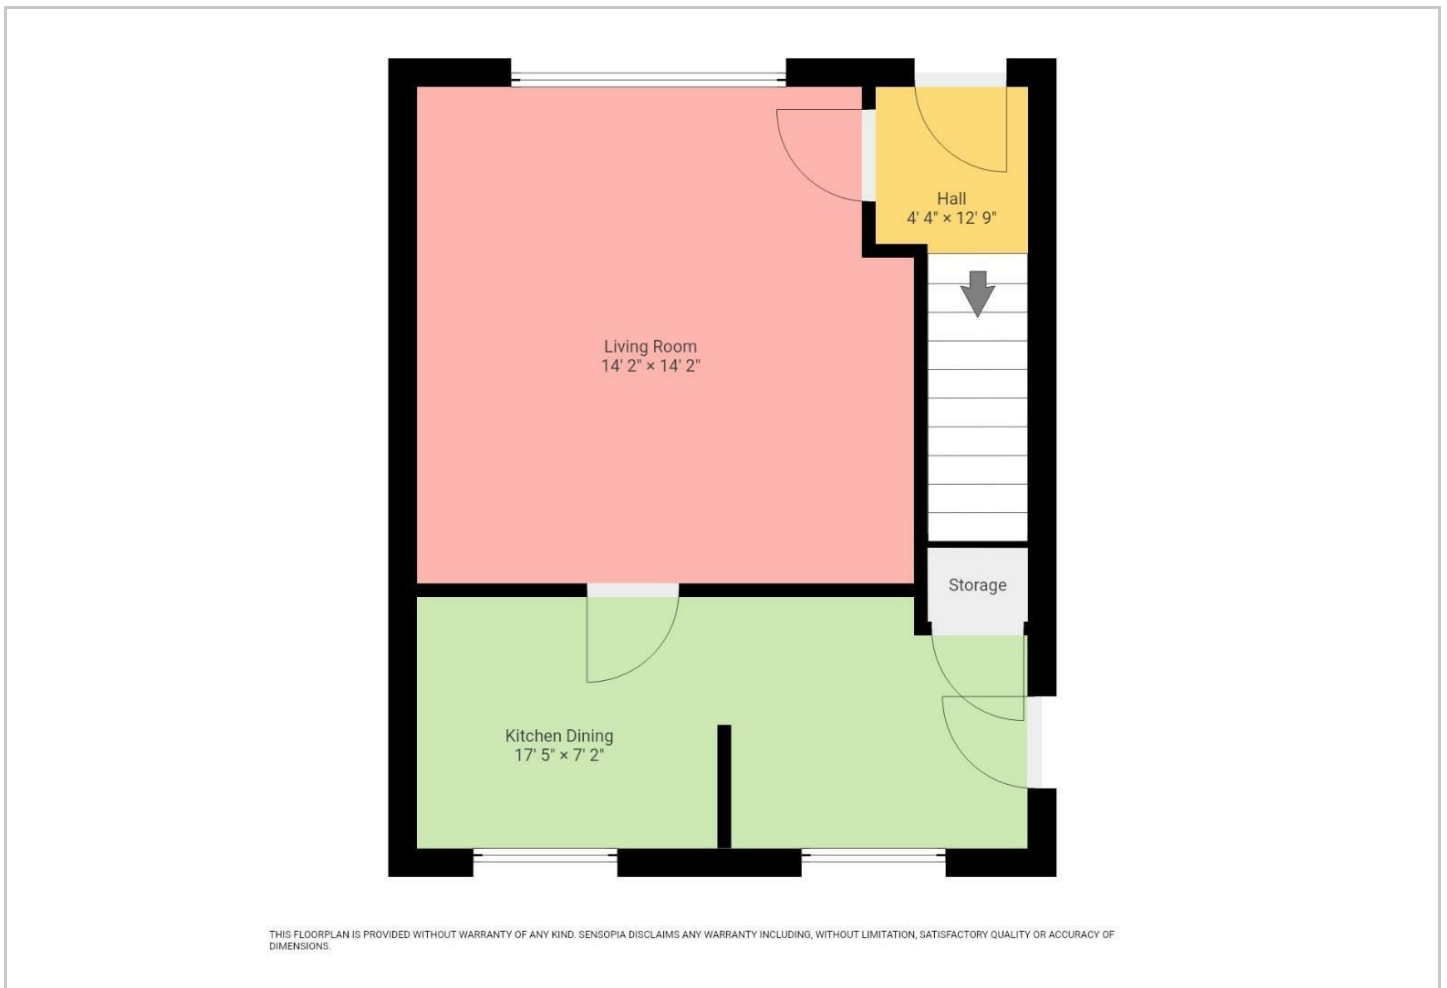 Hall
4' 4" × 12' 9"
Living Room
14' 2" × 14' 2"
Storage
Kitchen Dining
17' 5" × 7' 2"
THIS FLOORPLAN IS PROVIDED WITHOUT WARRANTY OF ANY KIND. SENSOPIA DISCLAIMS ANY WARRANTY INCLUDING, WITHOUT LIMITATION, SATISFACTORY QUALITY OR ACCURACY OF
DIMENSIONS.